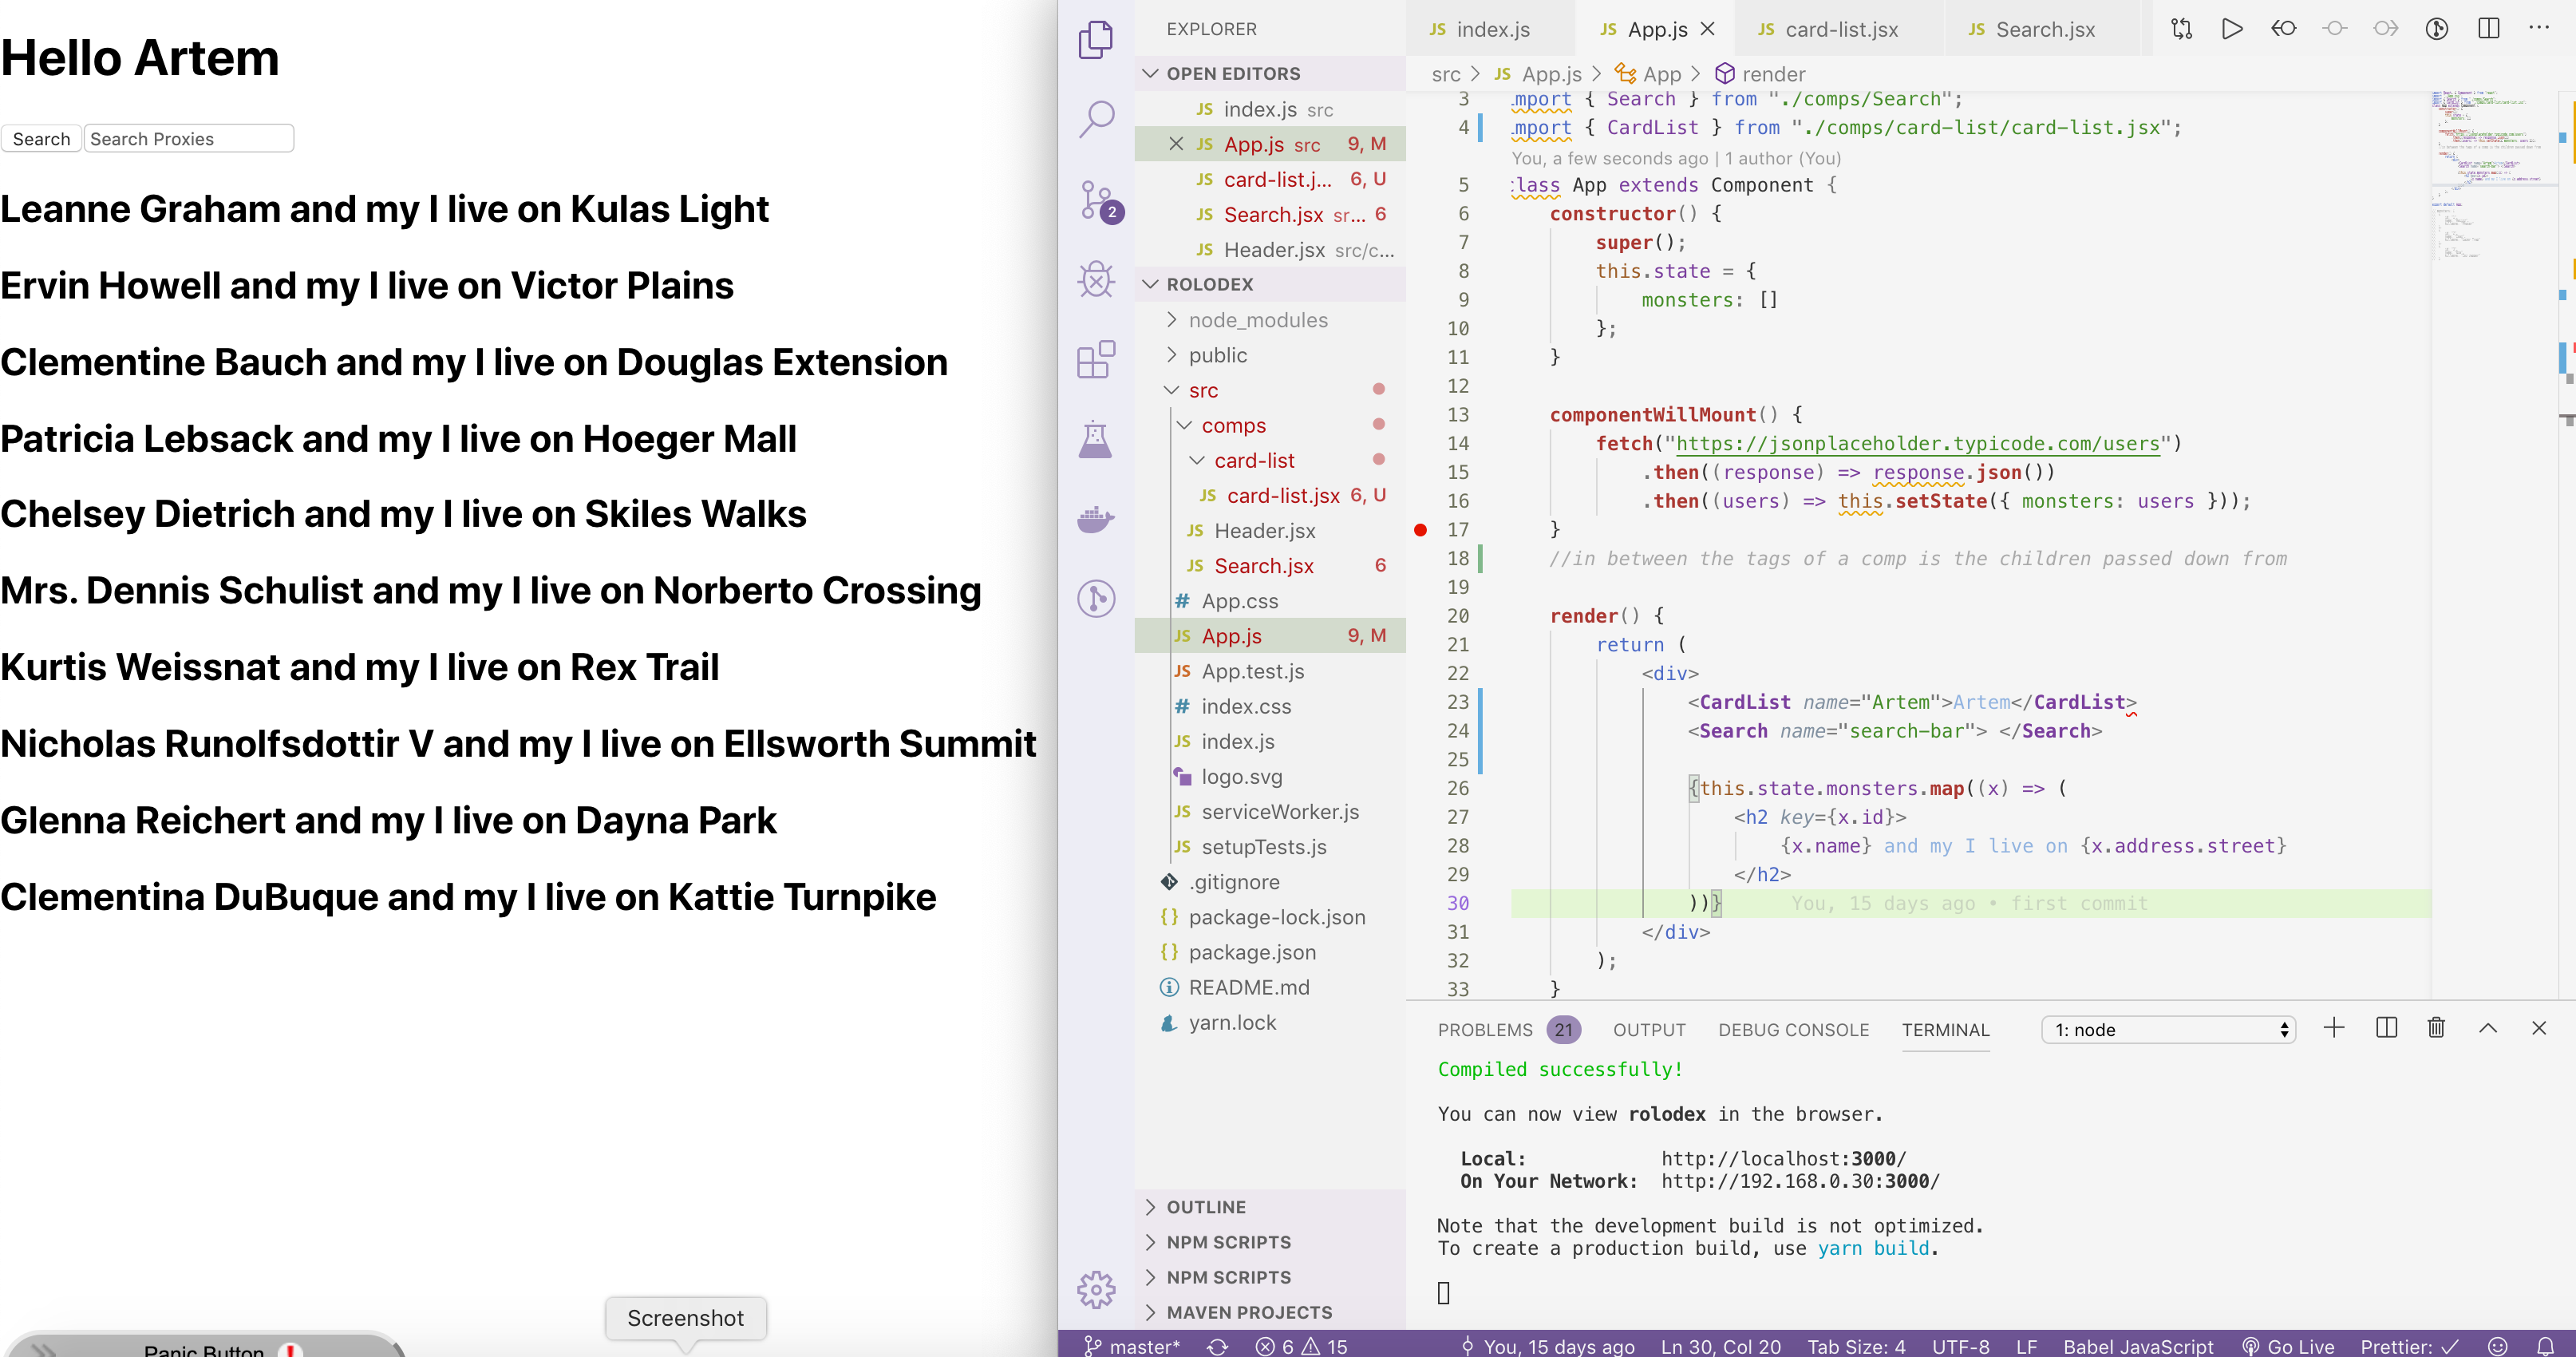 Hello Artem
Search
Search Proxies
Leanne Graham and my I live on Kulas Light
Ervin Howell and my I live on Victor Plains
Clementine Bauch and my I live on Douglas Extension
Patricia Lebsack and my I live on Hoeger Mall
Chelsey Dietrich and my I live on Skiles Walks
Mrs. Dennis Schulist and my I live on Norberto Crossing
Kurtis Weissnat and my I live on Rex Trail
Nicholas Runolfsdottir V and my I live on Ellsworth Summit
Glenna Reichert and my I live on Dayna Park
Clementina DuBuque and my I live on Kattie Turnpike
Screenshot
Panic Button
2
EXPLORER
OPEN EDITORS
JS index.js src
JS App.js src 9, M
JS card-list.j... 6, U
JS Search.jsx sr... 6
JS Header.jsx src/c...
ROLODEX
node_modules
public
src
comps
card-list
JS card-list.jsx 6, U
JS Header.jsx
JS Search.jsx 6
# App.css
JS App.js 9, M
JS App.test.js
# index.css
JS index.js
logo.svg
JS serviceWorker.js
JS setupTests.js
.gitignore
{} package-lock.json
{} package.json
README.md
yarn.lock
OUTLINE
NPM SCRIPTS
NPM SCRIPTS
MAVEN PROJECTS
JS index.js
JS App.js
JS card-list.jsx
JS Search.jsx
src > JS App.js > App > render
3 mport { Search } from "./comps/Search";
4 mport { CardList } from "./comps/card-list/card-list.jsx";
You, a few seconds ago | 1 author (You)
5 lass App extends Component {
6 constructor() {
7 super();
8 this.state = {
9 monsters: []
10 };
11 }
12
13 componentWillMount() {
14 fetch("https://jsonplaceholder.typicode.com/users")
15 .then((response) => response.json())
16 .then((users) => this.setState({ monsters: users }));
17 }
18 //in between the tags of a comp is the children passed down from
19
20 render() {
21 return (
22 <div>
23 <CardList name="Artem">Artem</CardList>
24 <Search name="search-bar"> </Search>
25
26 {this.state.monsters.map((x) => (
27 <h2 key={x.id}>
28 {x.name} and my I live on {x.address.street}
29 </h2>
30 ))} You, 15 days ago • first commit
31 </div>
32 );
33 }
PROBLEMS 21 OUTPUT DEBUG CONSOLE TERMINAL 1: node
Compiled successfully!
You can now view rolodex in the browser.
Local: http://localhost:3000/
On Your Network: http://192.168.0.30:3000/
Note that the development build is not optimized.
To create a production build, use yarn build.
master* 6 15 You, 15 days ago Ln 30, Col 20 Tab Size: 4 UTF-8 LF Babel JavaScript Go Live Prettier: ✓